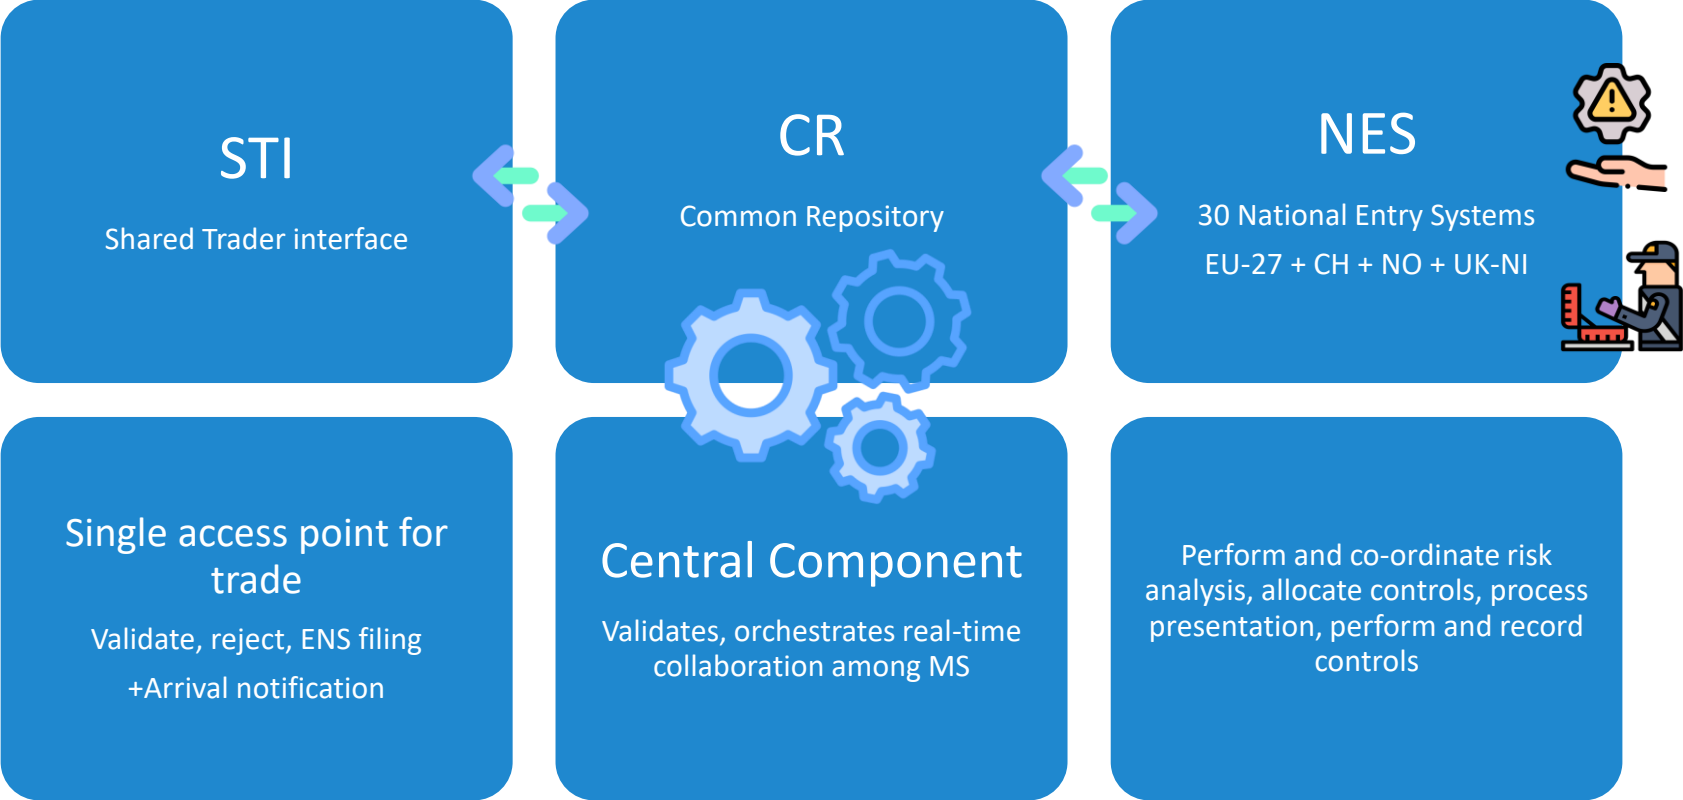 STI
Shared Trader interface
CR
Common Repository
NES
30 National Entry Systems
EU-27 + CH + NO + UK-NI
Single access point for
trade
Validate, reject, ENS filing
+Arrival notification
Central Component
Validates, orchestrates real-time
collaboration among MS
Perform and co-ordinate risk
analysis, allocate controls, process
presentation, perform and record
controls